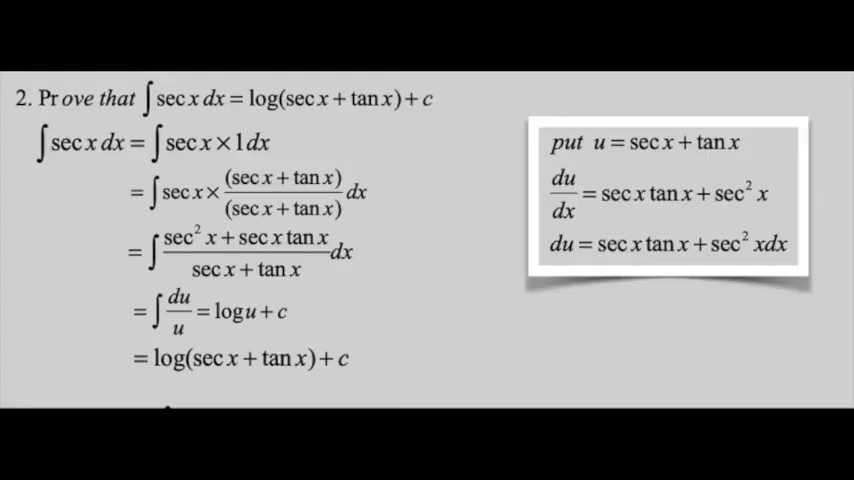 2. Prove that ∫ sec x dx = log(sec x + tan x) + c
∫ sec x dx = ∫ sec x × 1 dx
= ∫ sec x × (sec x + tan x) / (sec x + tan x) dx
= ∫ sec² x + sec x tan x / sec x + tan x dx
= ∫ du / u = log u + c
= log(sec x + tan x) + c
put u = sec x + tan x
du / dx = sec x tan x + sec² x
du = sec x tan x + sec² x dx